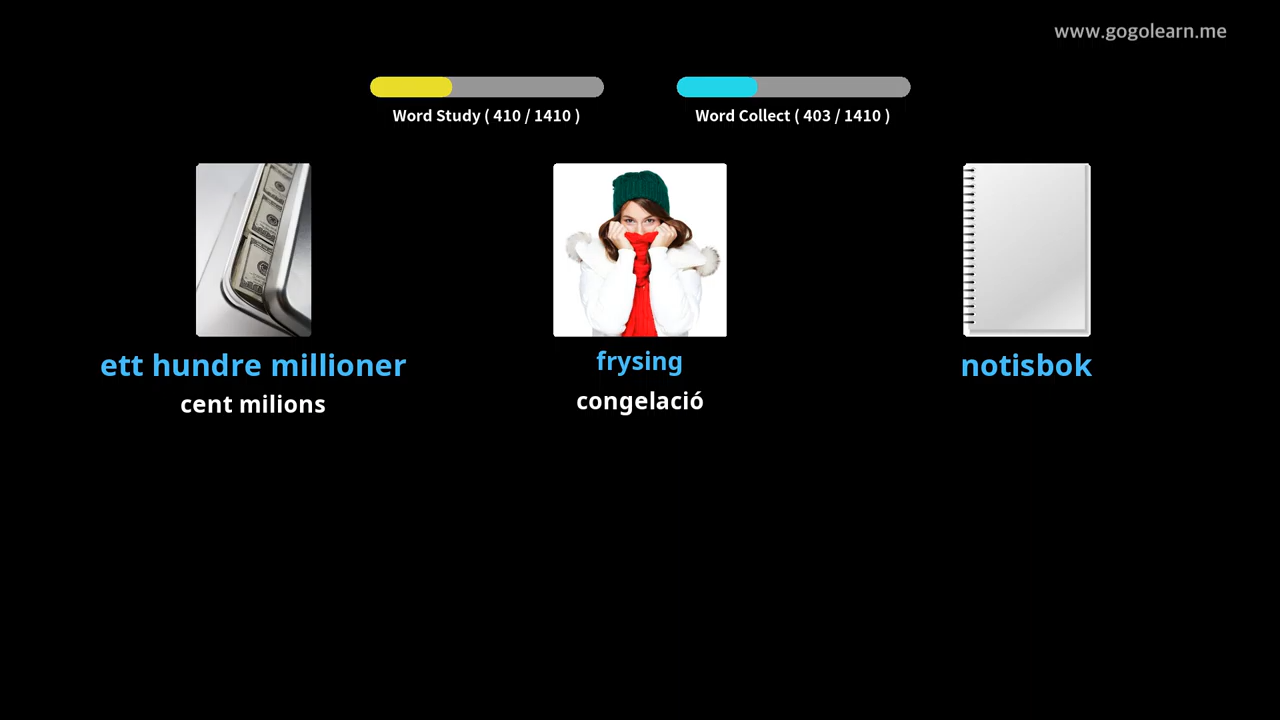 www.gogolearn.me
Word Study ( 410 / 1410 )
Word Collect ( 403 / 1410 )
ett hundre millioner
cent milions
frysing
congelació
notisbok